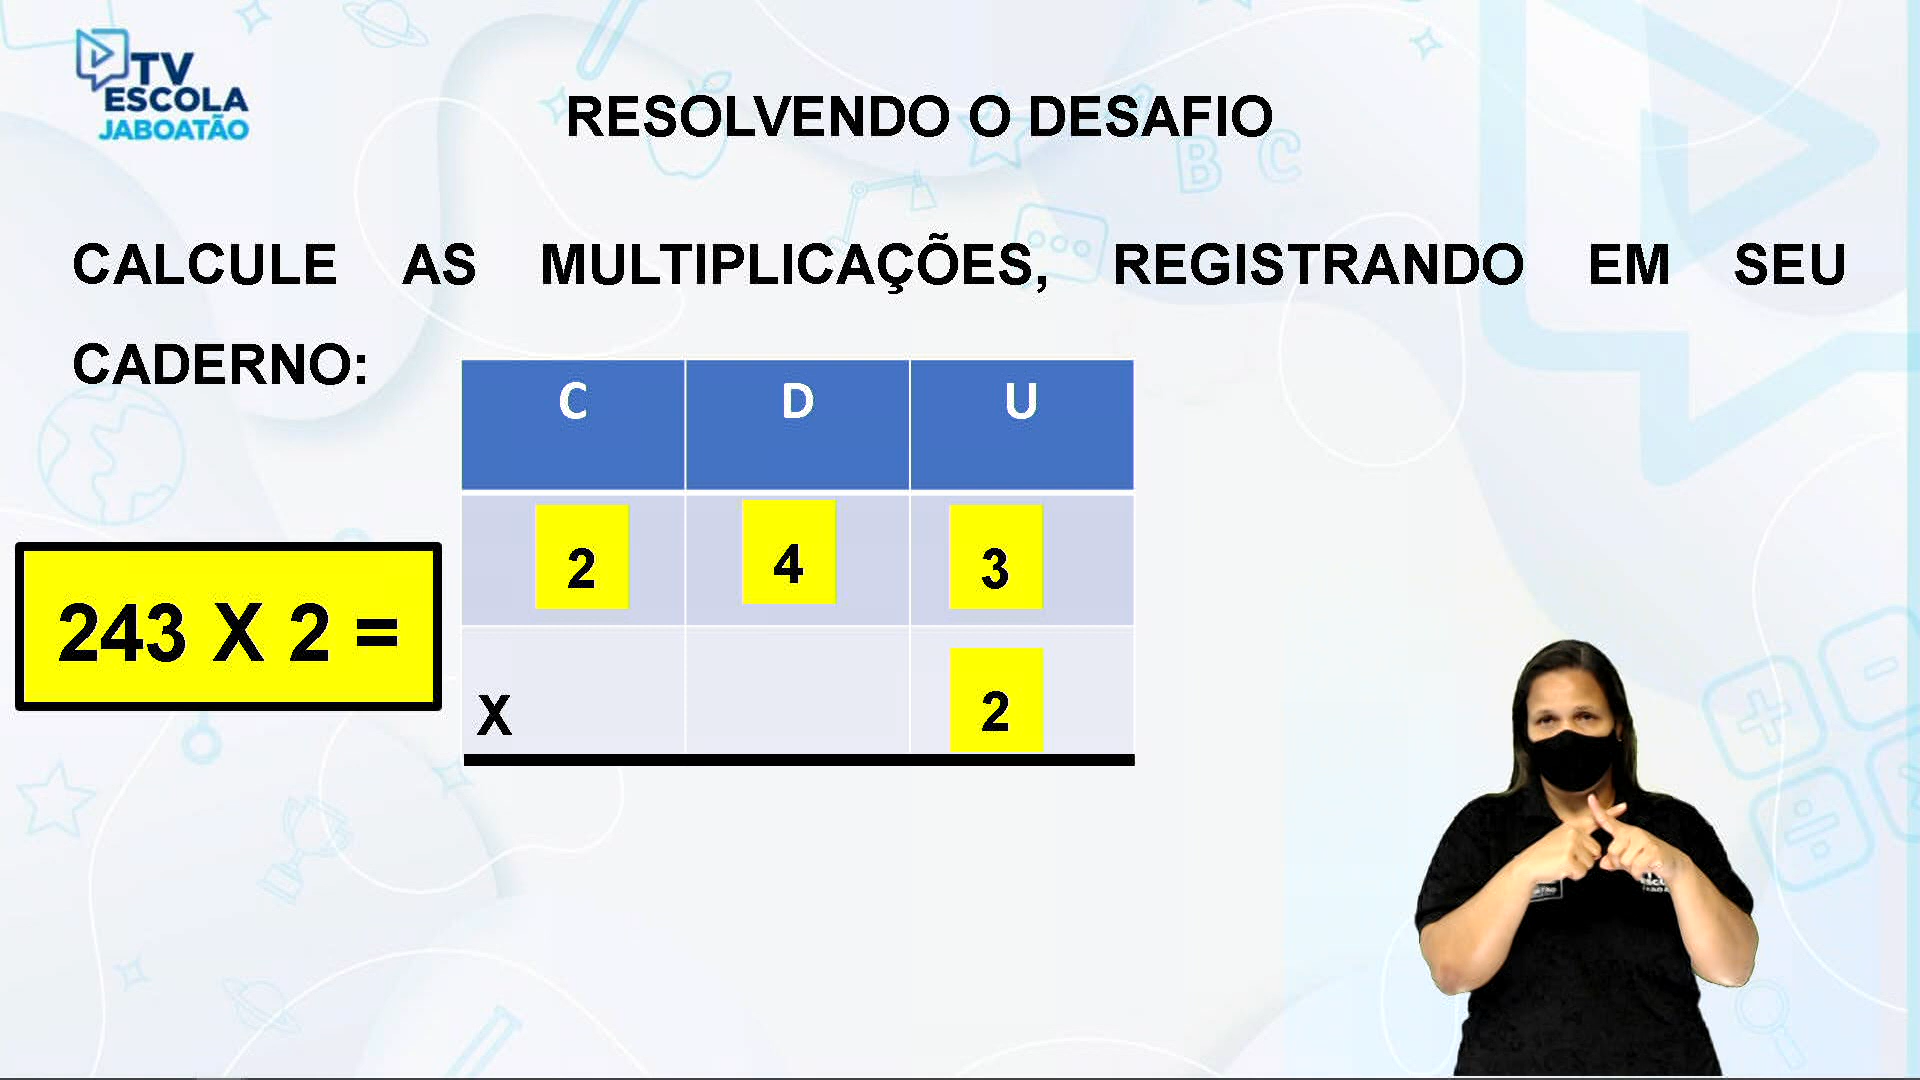 TV
ESCOLA
JABOATÃO
RESOLVENDO O DESAFIO
CALCULE AS MULTIPLICAÇÕES, REGISTRANDO EM SEU
CADERNO:
C D U
2 4 3
243 X 2 =
X 2
B C